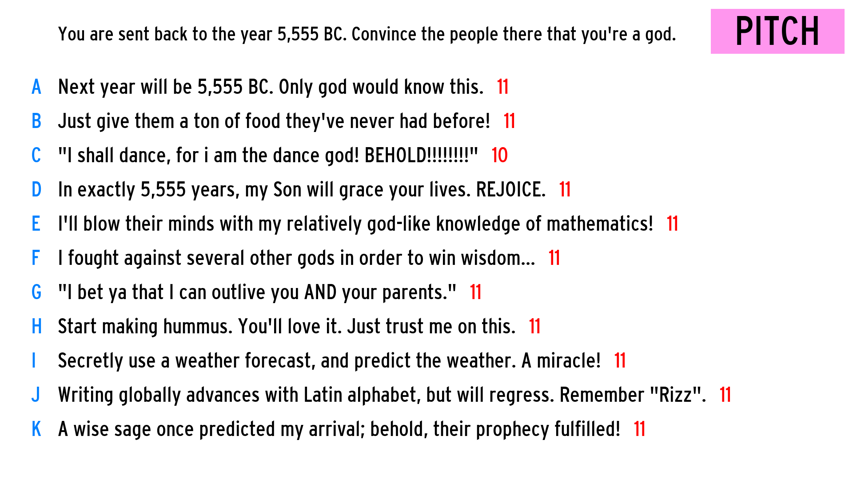 You are sent back to the year 5,555 BC. Convince the people there that you're a god.
PITCH
A Next year will be 5,555 BC. Only god would know this. 11
B Just give them a ton of food they've never had before! 11
C "I shall dance, for i am the dance god! BEHOLD!!!!!!!!" 10
D In exactly 5,555 years, my Son will grace your lives. REJOICE. 11
E I'll blow their minds with my relatively god-like knowledge of mathematics! 11
F I fought against several other gods in order to win wisdom... 11
G "I bet ya that I can outlive you AND your parents." 11
H Start making hummus. You'll love it. Just trust me on this. 11
I Secretly use a weather forecast, and predict the weather. A miracle! 11
J Writing globally advances with Latin alphabet, but will regress. Remember "Rizz". 11
K A wise sage once predicted my arrival; behold, their prophecy fulfilled! 11